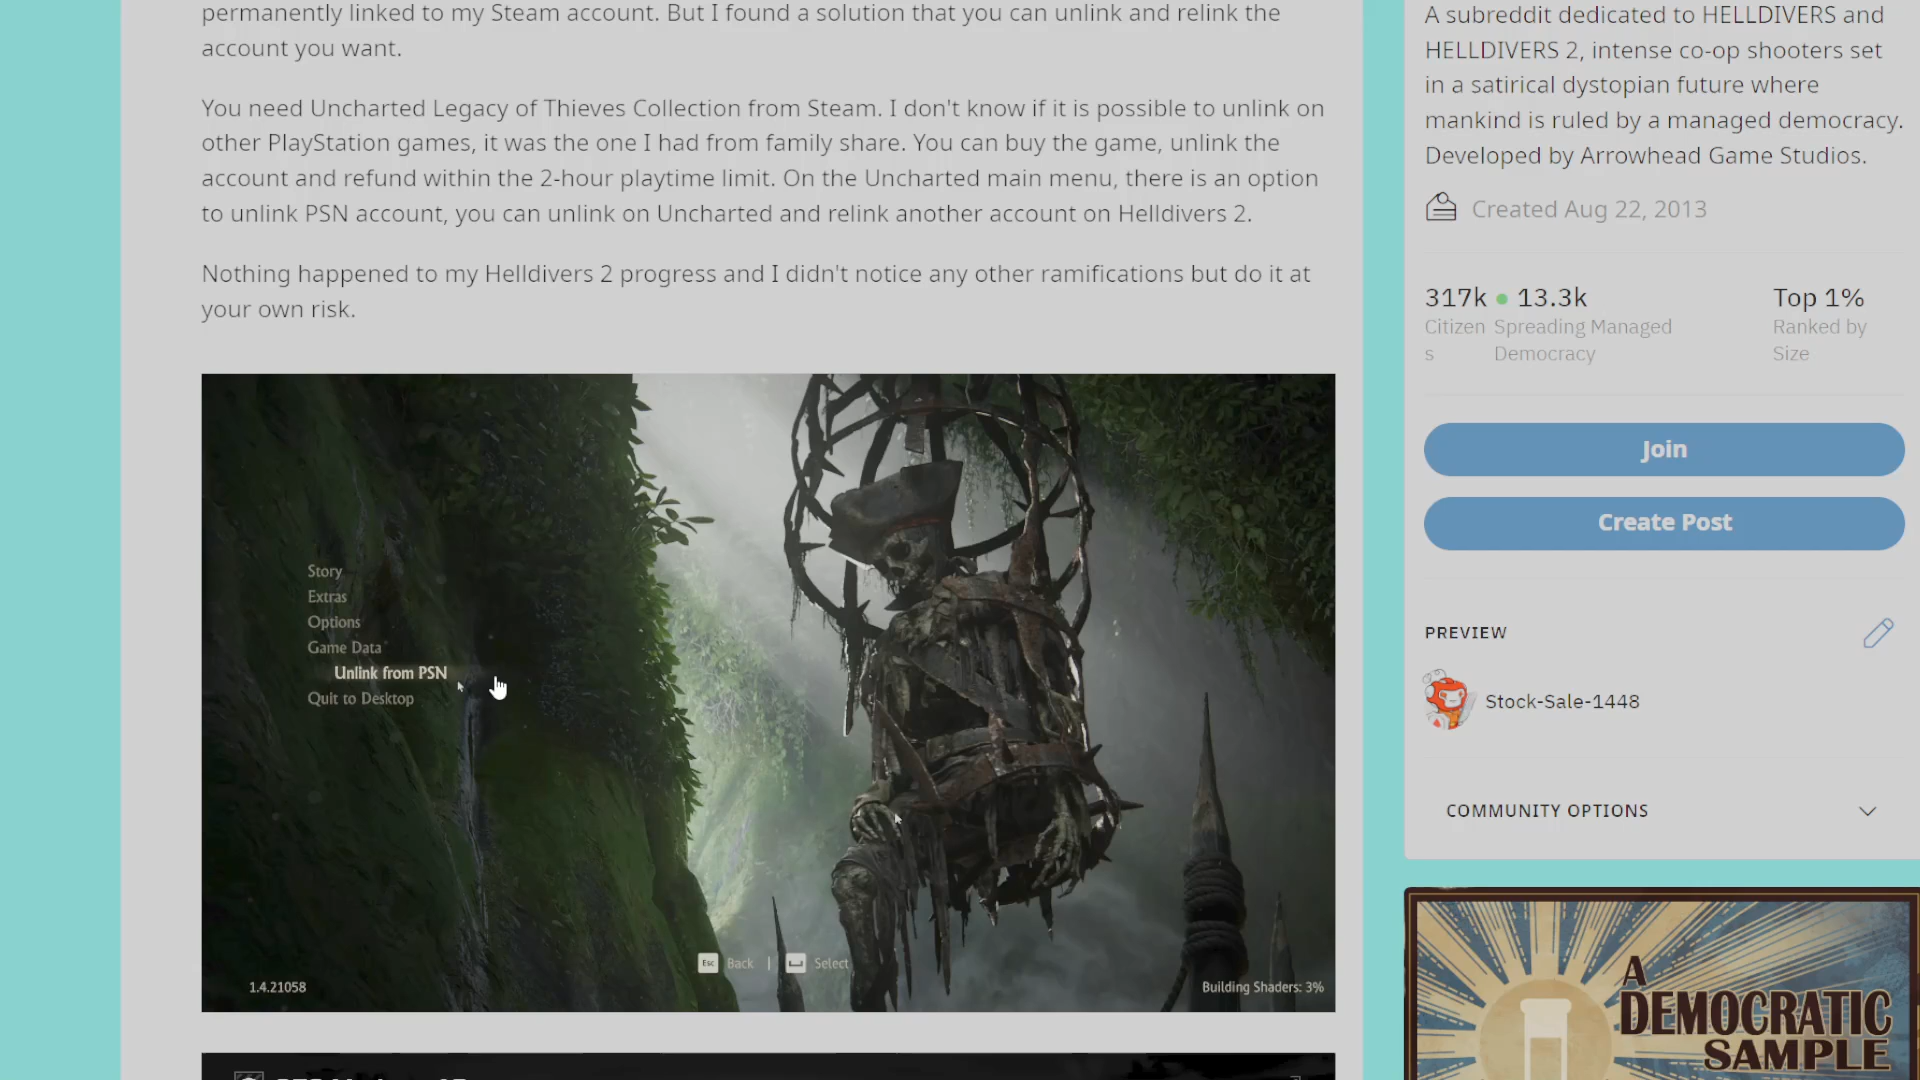 permanently linked to my Steam account. But I found a solution that you can unlink and relink the
account you want.
You need Uncharted Legacy of Thieves Collection from Steam. I don't know if it is possible to unlink on
other PlayStation games, it was the one I had from family share. You can buy the game, unlink the
account and refund within the 2-hour playtime limit. On the Uncharted main menu, there is an option
to unlink PSN account, you can unlink on Uncharted and relink another account on Helldivers 2.
Nothing happened to my Helldivers 2 progress and I didn't notice any other ramifications but do it at
your own risk.
Story
Extras
Options
Game Data
Unlink from PSN
Quit to Desktop
Esc Back | Select
1.4.21058
Building Shaders: 3%
A subreddit dedicated to HELLDIVERS and
HELLDIVERS 2, intense co-op shooters set
in a satirical dystopian future where
mankind is ruled by a managed democracy.
Developed by Arrowhead Game Studios.
Created Aug 22, 2013
317k 13.3k Top 1%
Citizen Spreading Managed Ranked by
s Democracy Size
Join
Create Post
PREVIEW
Stock-Sale-1448
COMMUNITY OPTIONS
A
DEMOCRATIC
SAMPLE